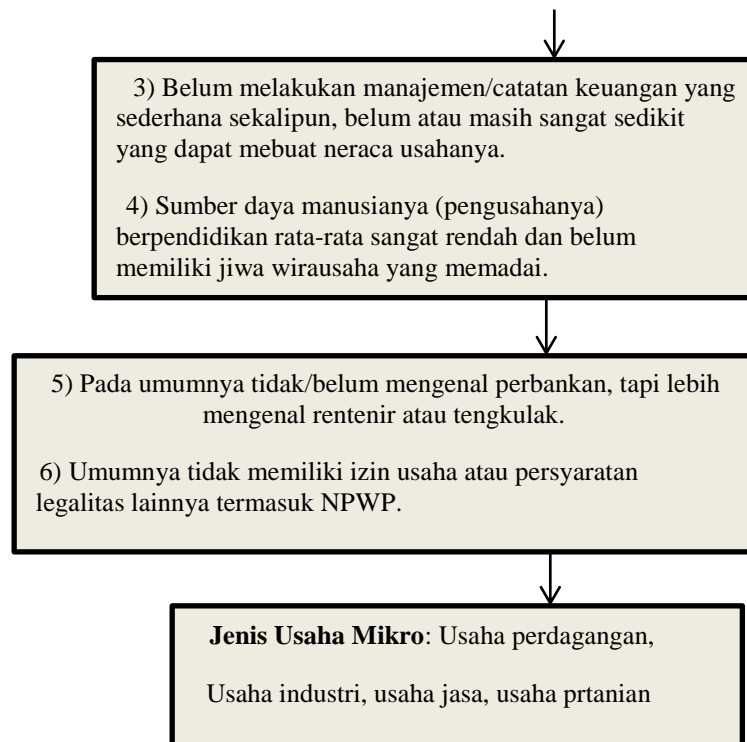 3) Belum melakukan manajemen/catatan keuangan yang
sederhana sekalipun, belum atau masih sangat sedikit
yang dapat mebuat neraca usahanya.
4) Sumber daya manusianya (pengusahanya)
berpendidikan rata-rata sangat rendah dan belum
memiliki jiwa wirausaha yang memadai.
5) Pada umumnya tidak/belum mengenal perbankan, tapi lebih
mengenal rentenir atau tengkulak.
6) Umumnya tidak memiliki izin usaha atau persyaratan
legalitas lainnya termasuk NPWP.
Jenis Usaha Mikro: Usaha perdagangan,
Usaha industri, usaha jasa, usaha prtanian